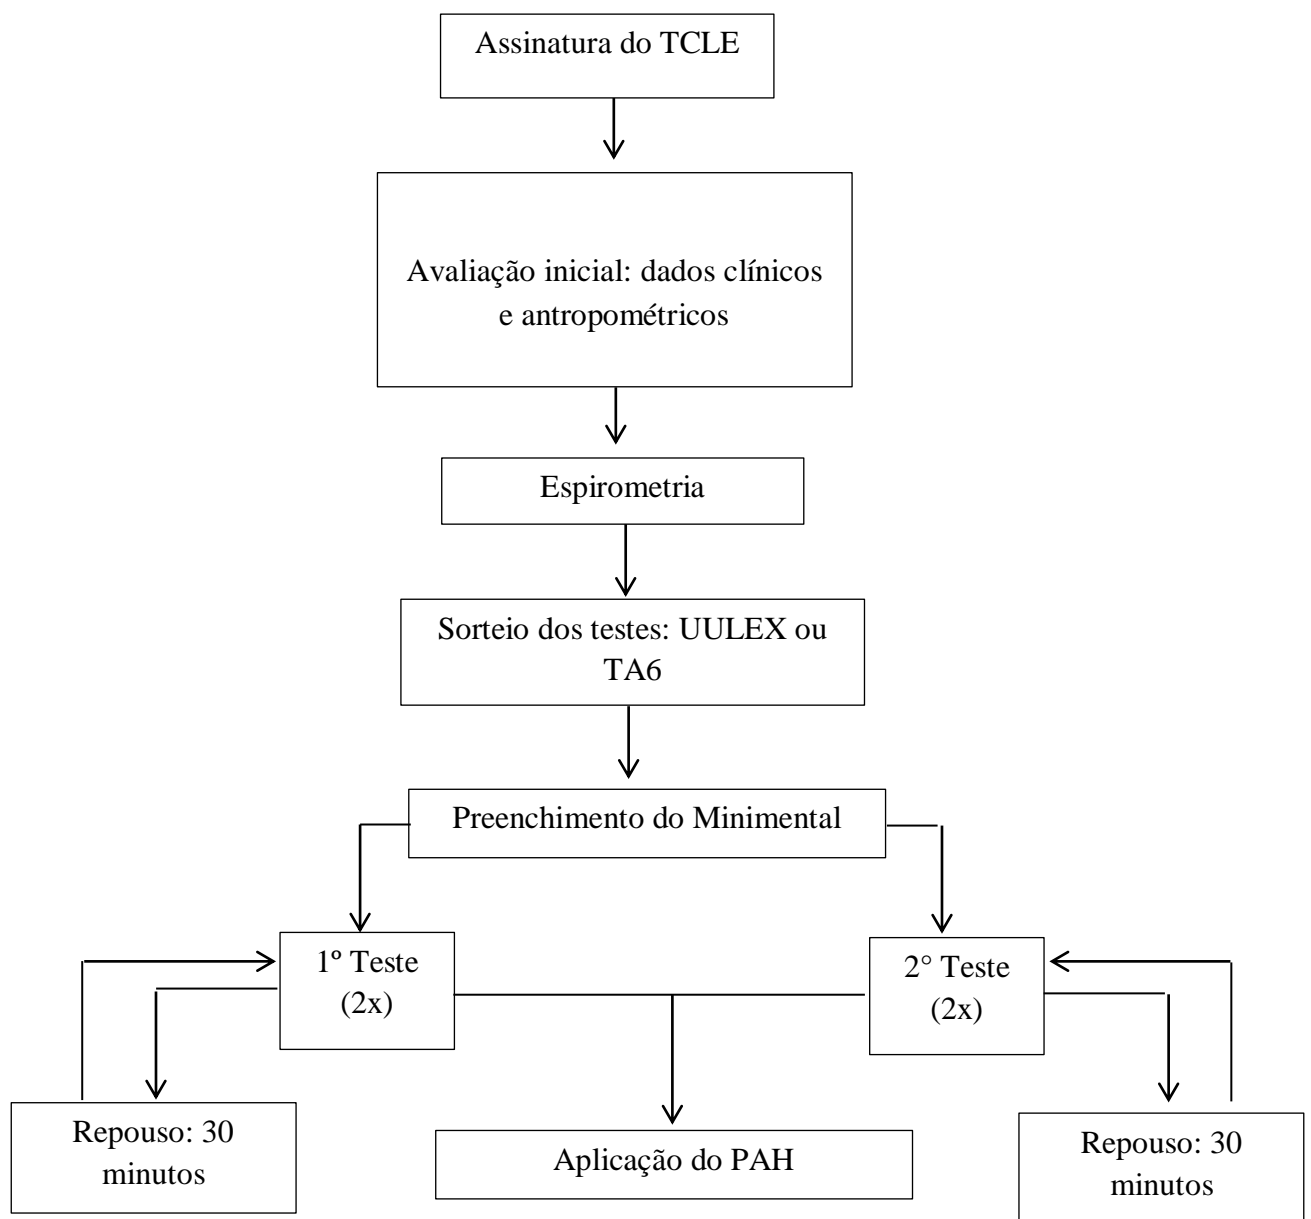 Assinatura do TCLE
Avaliação inicial: dados clínicos
e antropométricos
Espirometria
Sorteio dos testes: UULEX ou
TA6
Preenchimento do Minimental
1º Teste
(2x)
2° Teste
(2x)
Repouso: 30
minutos
Aplicação do PAH
Repouso: 30
minutos